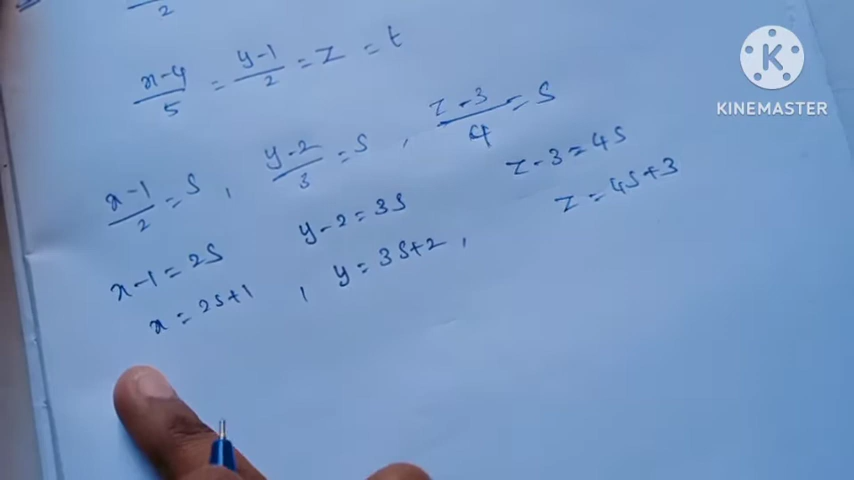 2
x-4/5 = y-1/2 = z = t
x-1/2 = s, y-2/3 = s, z-3/4 = s
x-1 = 2s y-2 = 3s z-3 = 4s
x = 2s+1, y = 3s+2, z = 4s+3
K
KINEMASTER